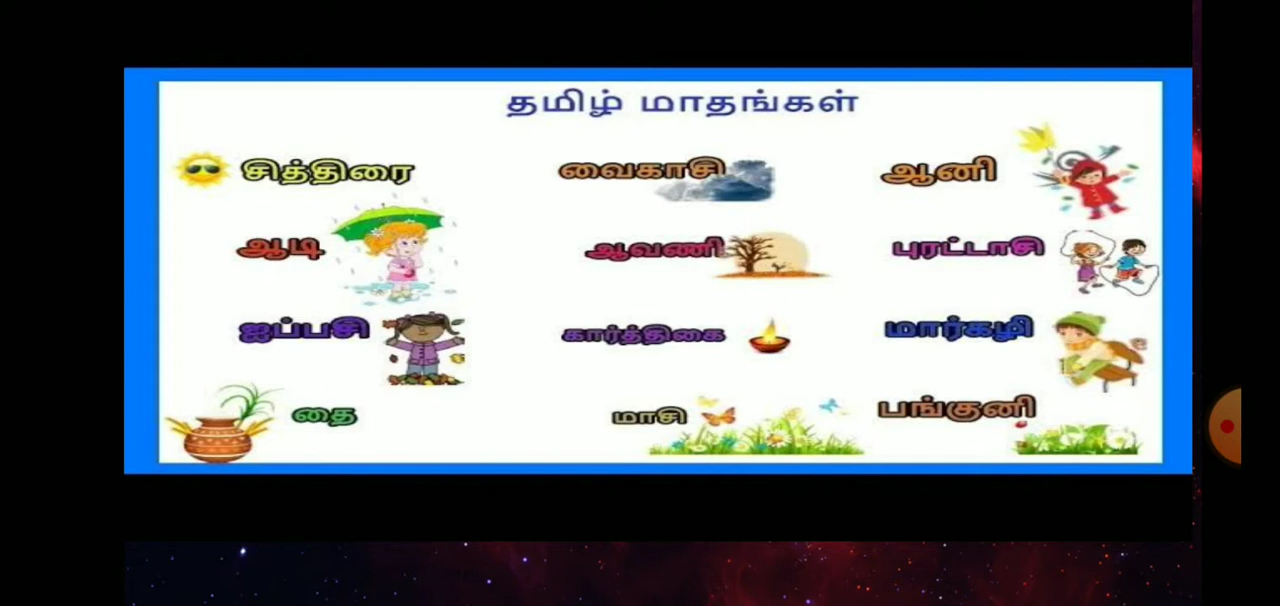 தமிழ் மாதங்கள்
சித்திரை வைகாசி ஆனி
ஆடி ஆவணி புரட்டாசி
ஐப்பசி கார்த்திகை மார்கழி
தை மாசி பங்குனி